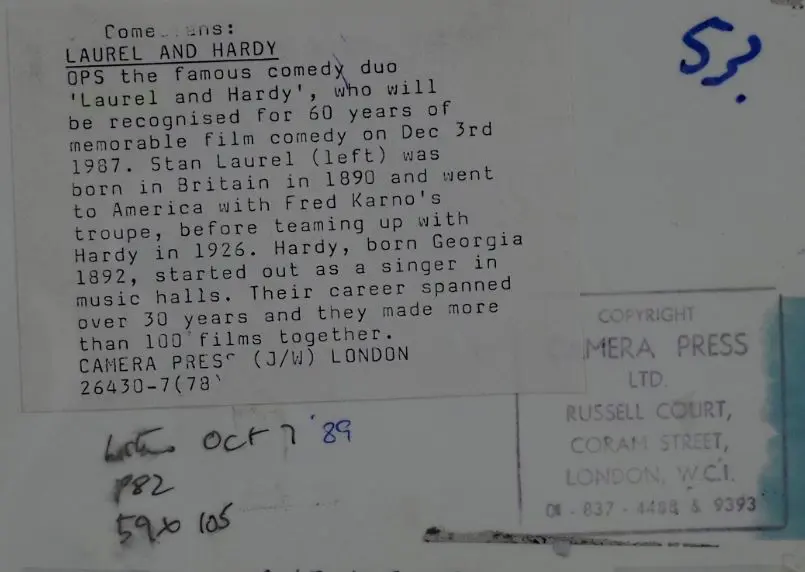 Comedians:
LAUREL AND HARDY
OPS the famous comedy duo
'Laurel and Hardy', who will
be recognised for 60 years of
memorable film comedy on Dec 3rd
1987. Stan Laurel (left) was
born in Britain in 1890 and went
to America with Fred Karno's
troupe, before teaming up with
Hardy in 1926. Hardy, born Georgia
1892, started out as a singer in
music halls. Their career spanned
over 30 years and they made more
than 100 films together.
CAMERA PRESS (J/W) LONDON
26430-7(78)
53.
Oct 7 '89
P82
59x 105
COPYRIGHT
CAMERA PRESS
LTD.
RUSSELL COURT,
CORAM STREET,
LONDON, W.C.1.
01-837-4488 & 9393